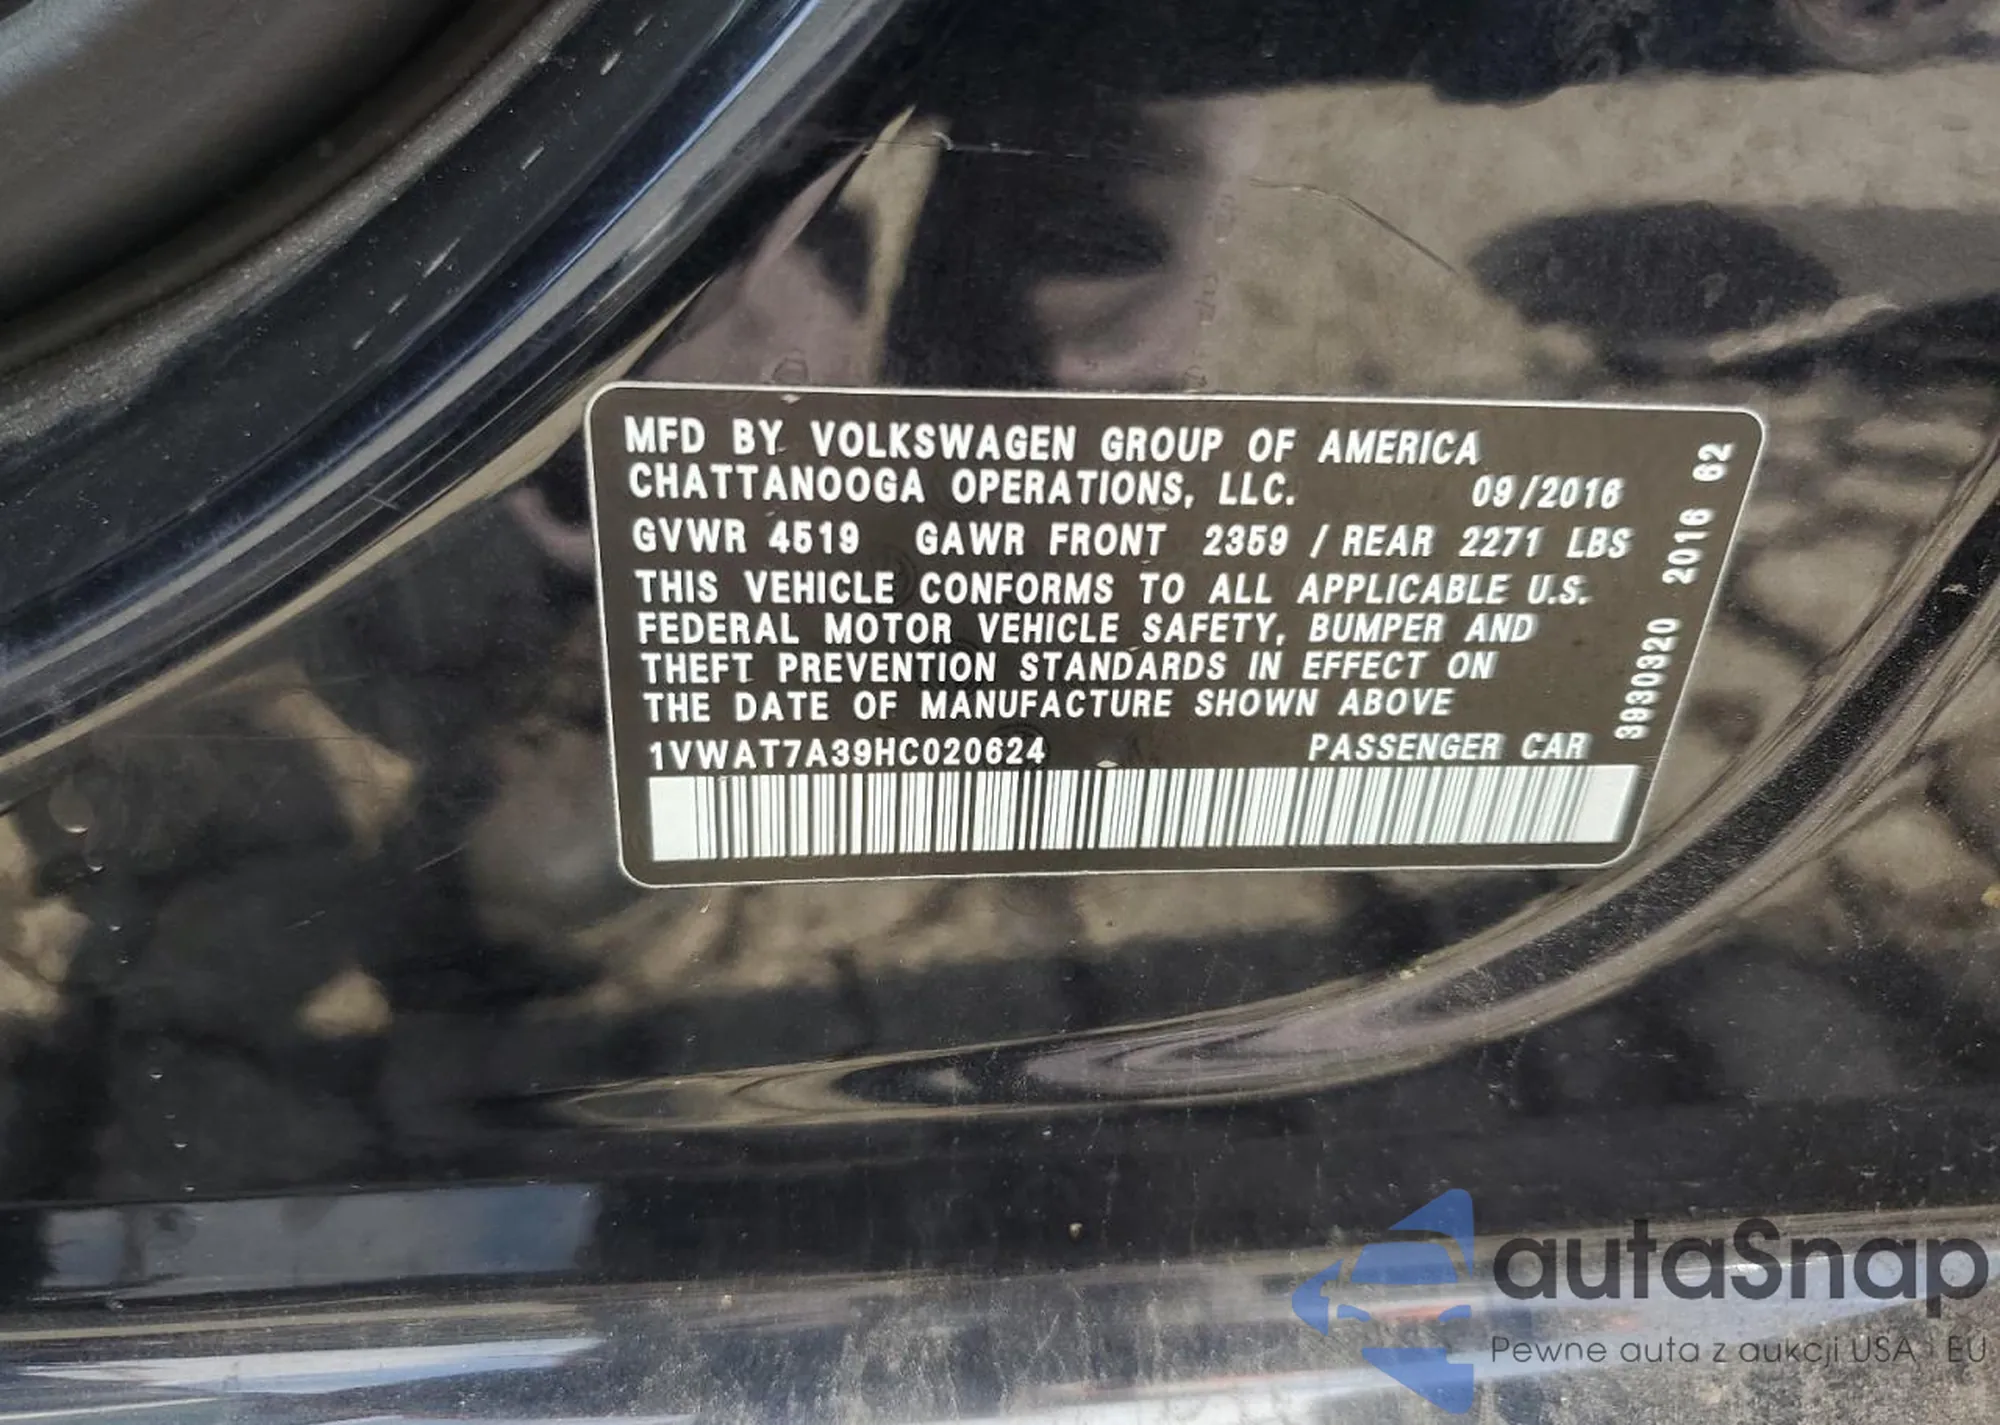 MFD BY VOLKSWAGEN GROUP OF AMERICA
CHATTANOOGA OPERATIONS, LLC. 09/2016
GVWR 4519 GAWR FRONT 2359 / REAR 2271 LBS
THIS VEHICLE CONFORMS TO ALL APPLICABLE U.S.
FEDERAL MOTOR VEHICLE SAFETY, BUMPER AND
THEFT PREVENTION STANDARDS IN EFFECT ON
THE DATE OF MANUFACTURE SHOWN ABOVE
1VWAT7A39HC020624 PASSENGER CAR
3930320 2016 62
autaSnap
Pewne auta z aukcji USA i EU